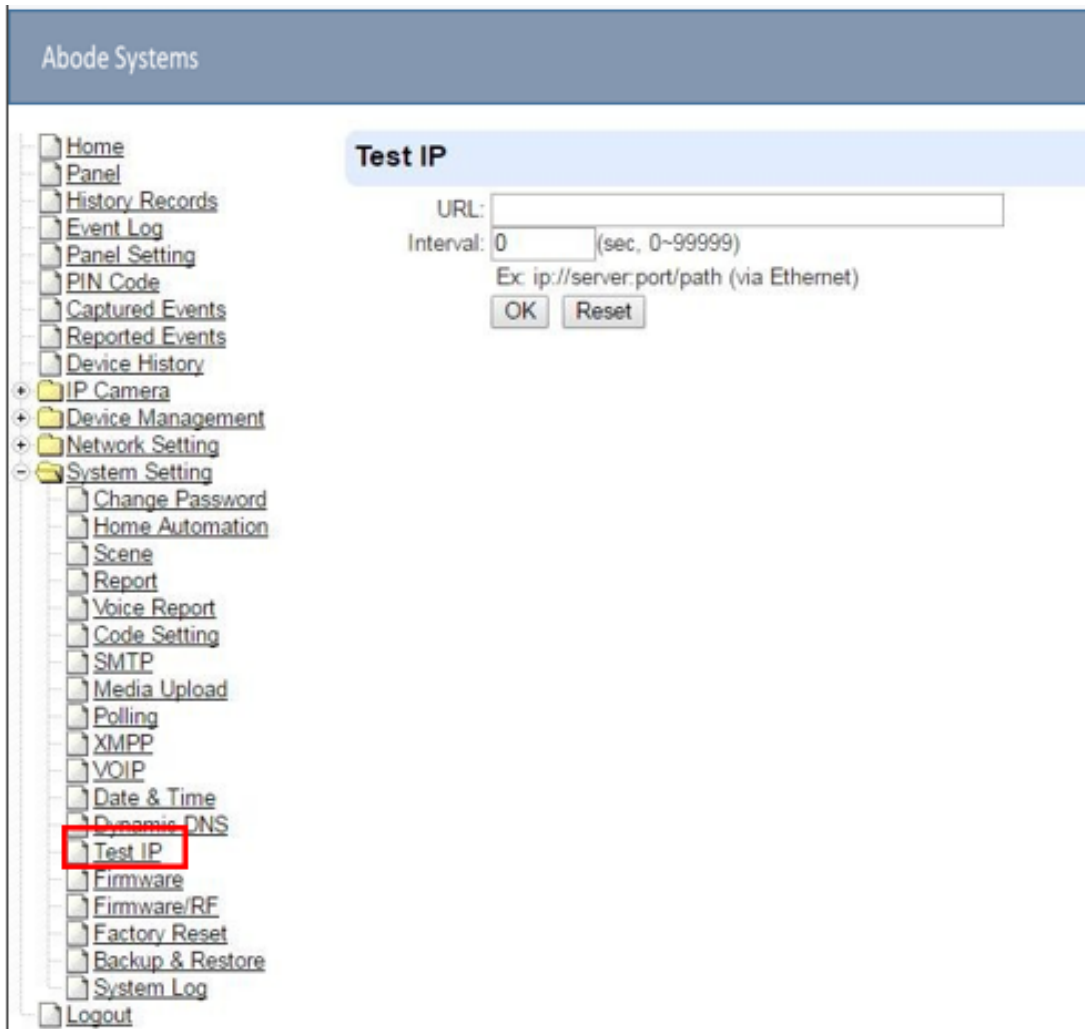 Abode Systems
Home
Panel
History Records
Event Log
Panel Setting
PIN Code
Captured Events
Reported Events
Device History
IP Camera
Device Management
Network Setting
System Setting
Change Password
Home Automation
Scene
Report
Voice Report
Code Setting
SMTP
Media Upload
Polling
XMPP
VOIP
Date & Time
Dynamic DNS
Test IP
Firmware
Firmware/RF
Factory Reset
Backup & Restore
System Log
Logout
Test IP
URL:
Interval: 0 (sec, 0~99999)
Ex: ip://server:port/path (via Ethernet)
OK Reset